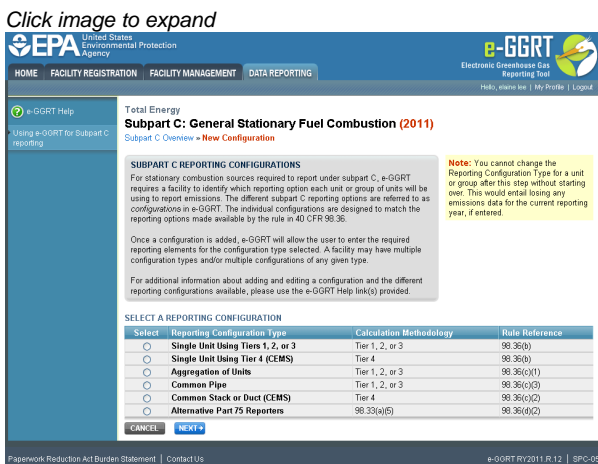 Click image to expand
EPA United States
Environmental Protection
Agency
e-GGRT
Electronic Greenhouse Gas
Reporting Tool
HOME FACILITY REGISTRATION FACILITY MANAGEMENT DATA REPORTING
Hello, elaine lee | My Profile | Logout
? e-GGRT Help
Using e-GGRT for Subpart C
reporting
Total Energy
Subpart C: General Stationary Fuel Combustion (2011)
Subpart C Overview » New Configuration
SUBPART C REPORTING CONFIGURATIONS
For stationary combustion sources required to report under subpart C, e-GGRT
requires a facility to identify which reporting option each unit or group of units will be
using to report emissions. The different subpart C reporting options are referred to as
configurations in e-GGRT. The individual configurations are designed to match the
reporting options made available by the rule in 40 CFR 98.36.
Once a configuration is added, e-GGRT will allow the user to enter the required
reporting elements for the configuration type selected. A facility may have multiple
configuration types and/or multiple configurations of any given type.
For additional information about adding and editing a configuration and the different
reporting configurations available, please use the e-GGRT Help link(s) provided.
Note: You cannot change the
Reporting Configuration Type for a unit
or group after this step without starting
over. This would entail losing any
emissions data for the current reporting
year, if entered.
SELECT A REPORTING CONFIGURATION
Select Reporting Configuration Type Calculation Methodology Rule Reference
Single Unit Using Tiers 1, 2, or 3 Tier 1, 2, or 3 98.36(b)
Single Unit Using Tier 4 (CEMS) Tier 4 98.36(b)
Aggregation of Units Tier 1, 2, or 3 98.36(c)(1)
Common Pipe Tier 1, 2, or 3 98.36(c)(3)
Common Stack or Duct (CEMS) Tier 4 98.36(c)(2)
Alternative Part 75 Reporters 98.33(a)(5) 98.36(d)(2)
CANCEL NEXT
Paperwork Reduction Act Burden Statement | Contact Us
e-GGRT RY2011.R.12 | SPC-05